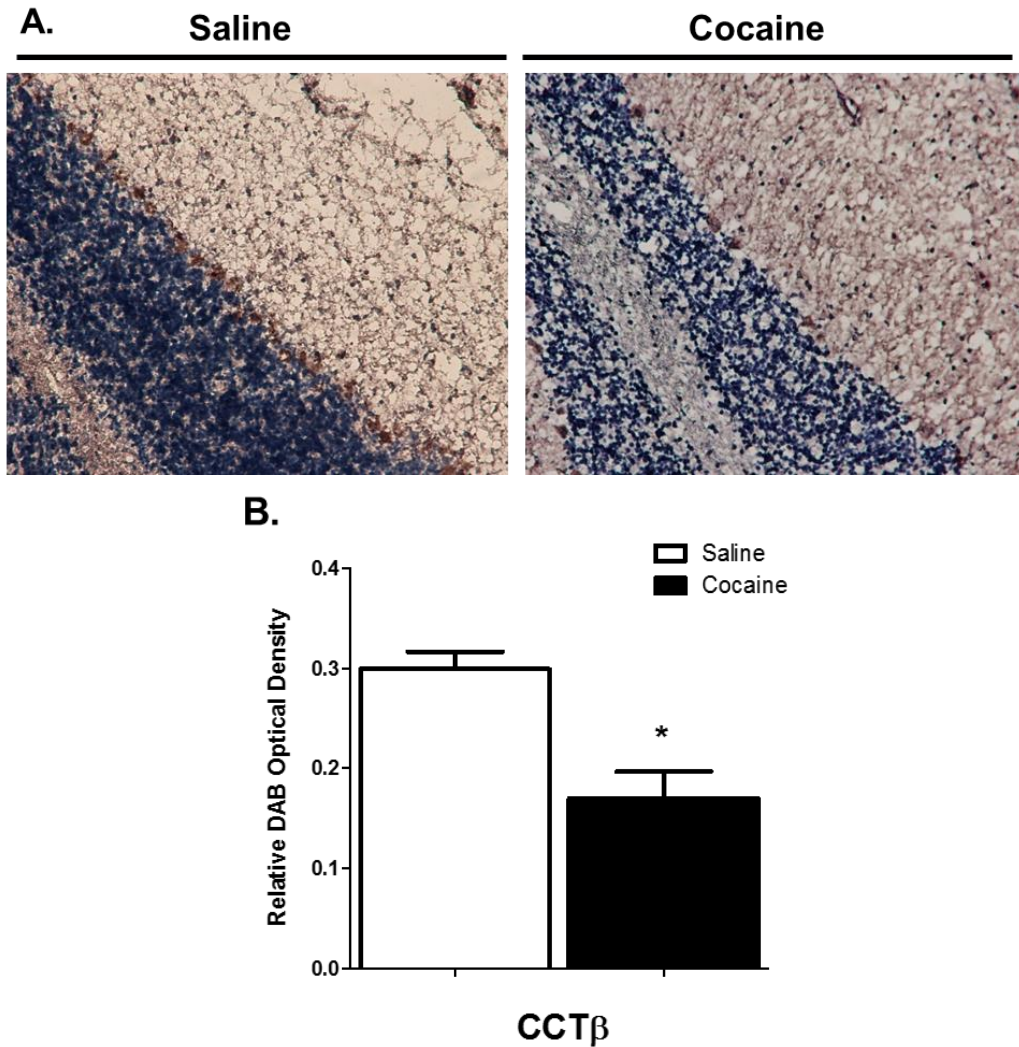 A.
Saline Cocaine
B.
Saline
Cocaine
0.4
0.3
0.2
0.1
0.0
Relative DAB Optical Density
*
CCTβ